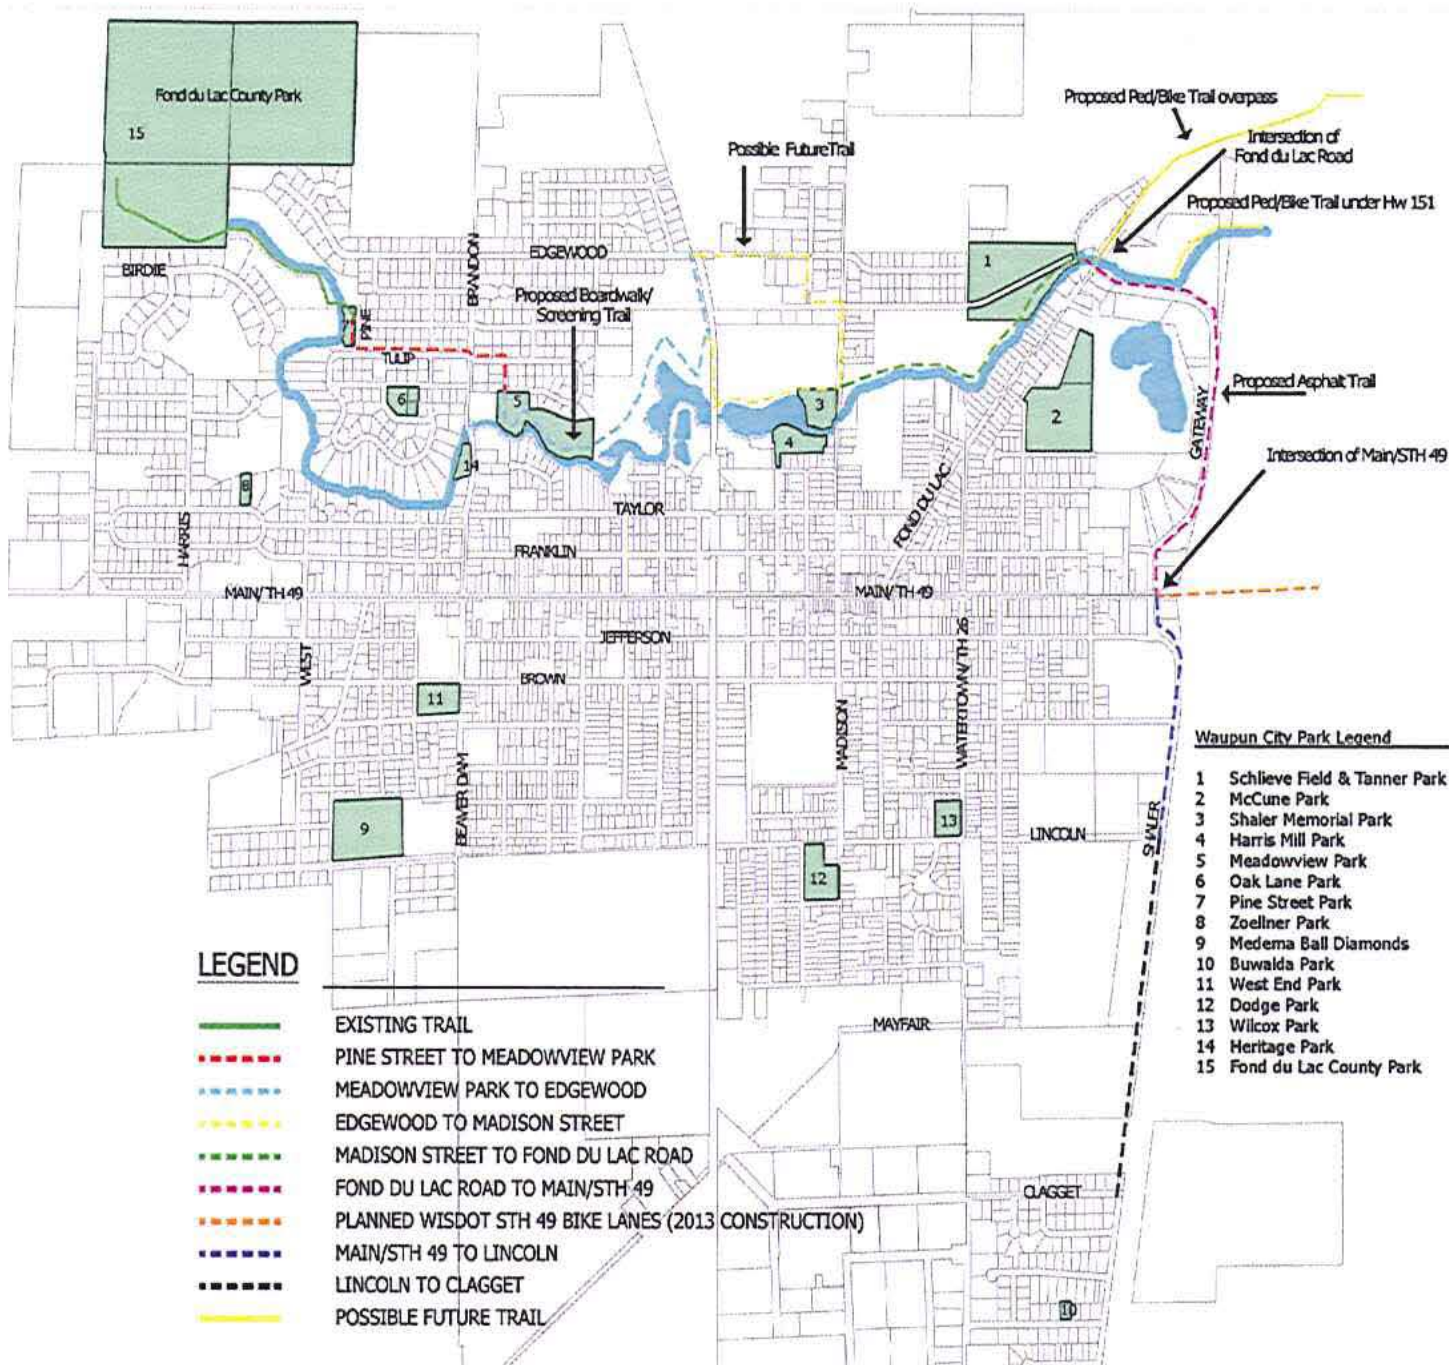 Fond du Lac County Park
15
Proposed Ped/Bike Trail overpass
Intersection of
Fond du Lac Road
Possible Future Trail
Proposed Ped/Bike Trail under Hw 151
BIRDIE
BRANDON
EDGEWOOD
1
Proposed Boardwalk/
Screening Trail
PINE
7
TULIP
6
5
3
4
2
Proposed Asphalt Trail
GATEWAY
14
8
Intersection of Main/STH 49
TAYLOR
FOND DU LAC
HARRIS
FRANKLIN
MAIN/ TH 49
MAIN/ TH 49
JEFFERSON
WEST
BROWN
11
MADISON
WATERTOWN/ TH 26
BEAVER DAM
9
13
LINCOLN
SHALER
12
MAYFAIR
CLAGGET
10
Waupun City Park Legend
1 Schlieve Field & Tanner Park
2 McCune Park
3 Shaler Memorial Park
4 Harris Mill Park
5 Meadowview Park
6 Oak Lane Park
7 Pine Street Park
8 Zoellner Park
9 Medema Ball Diamonds
10 Buwalda Park
11 West End Park
12 Dodge Park
13 Wilcox Park
14 Heritage Park
15 Fond du Lac County Park
LEGEND
EXISTING TRAIL
PINE STREET TO MEADOWVIEW PARK
MEADOWVIEW PARK TO EDGEWOOD
EDGEWOOD TO MADISON STREET
MADISON STREET TO FOND DU LAC ROAD
FOND DU LAC ROAD TO MAIN/STH 49
PLANNED WISDOT STH 49 BIKE LANES (2013 CONSTRUCTION)
MAIN/STH 49 TO LINCOLN
LINCOLN TO CLAGGET
POSSIBLE FUTURE TRAIL